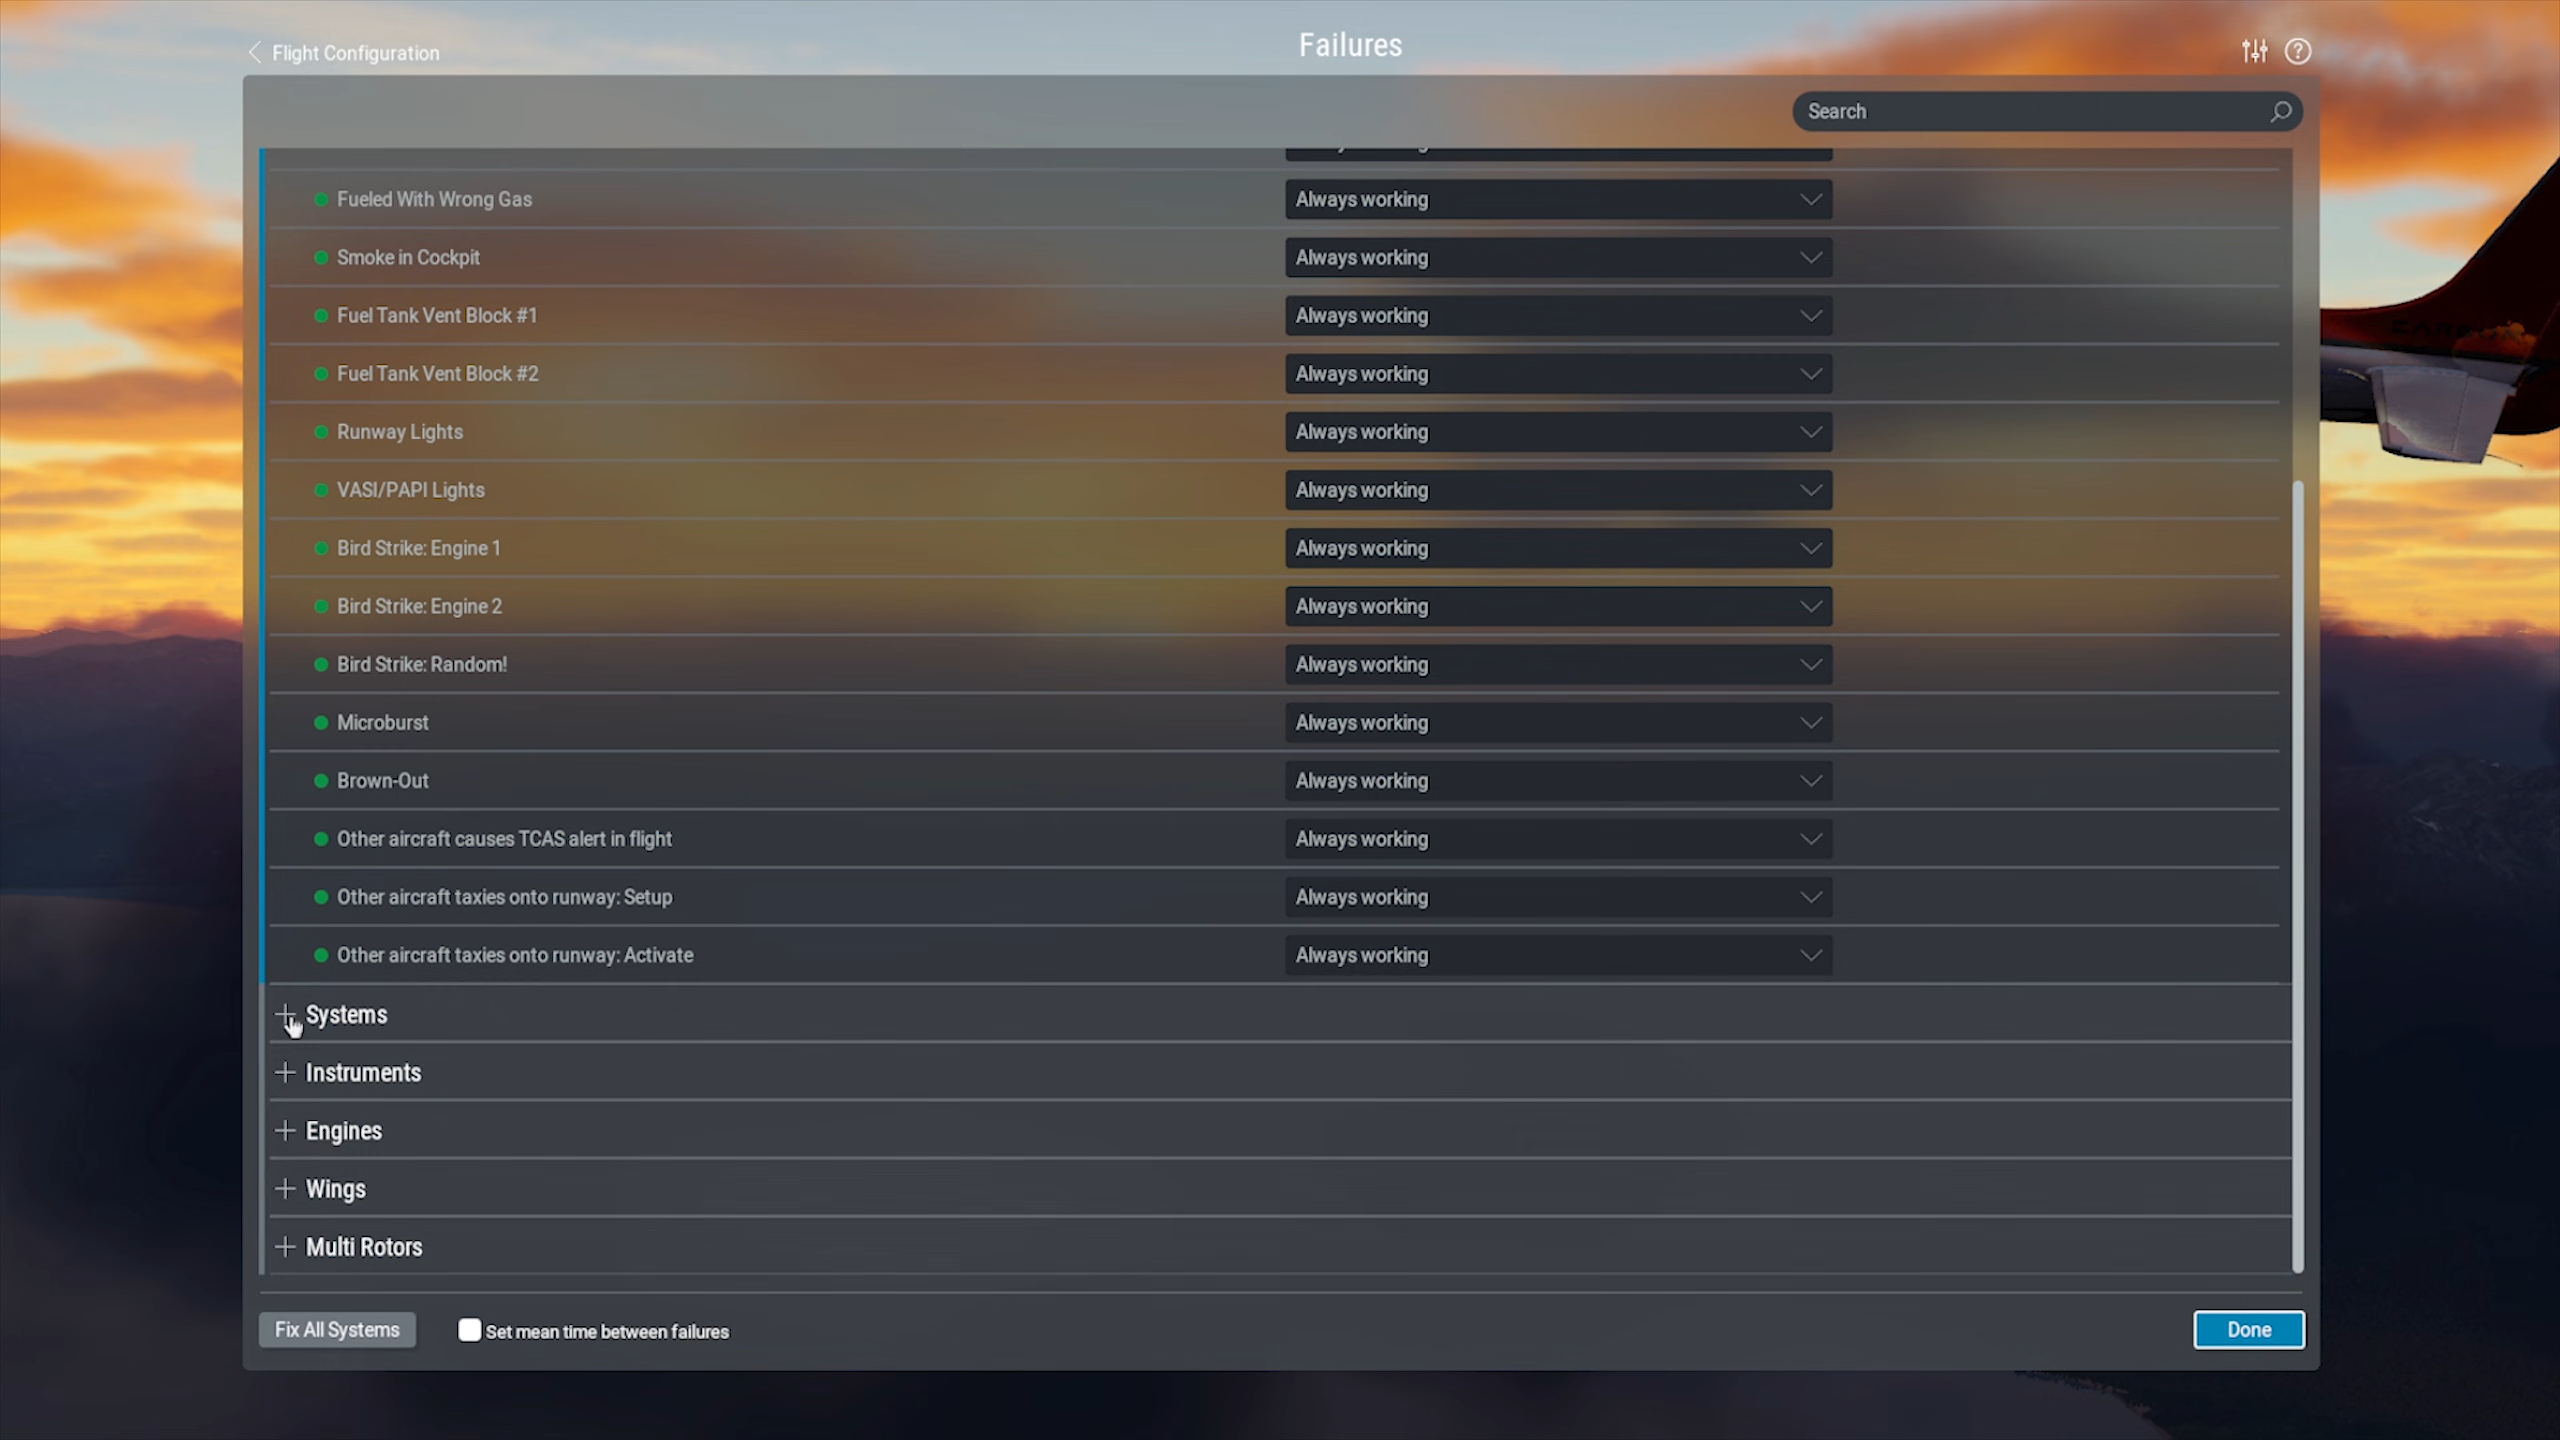 Flight Configuration
Failures
Search
Fueled With Wrong Gas Always working
Smoke in Cockpit Always working
Fuel Tank Vent Block #1 Always working
Fuel Tank Vent Block #2 Always working
Runway Lights Always working
VASI/PAPI Lights Always working
Bird Strike: Engine 1 Always working
Bird Strike: Engine 2 Always working
Bird Strike: Random! Always working
Microburst Always working
Brown-Out Always working
Other aircraft causes TCAS alert in flight Always working
Other aircraft taxies onto runway: Setup Always working
Other aircraft taxies onto runway: Activate Always working
Systems
Instruments
Engines
Wings
Multi Rotors
Fix All Systems
Set mean time between failures
Done